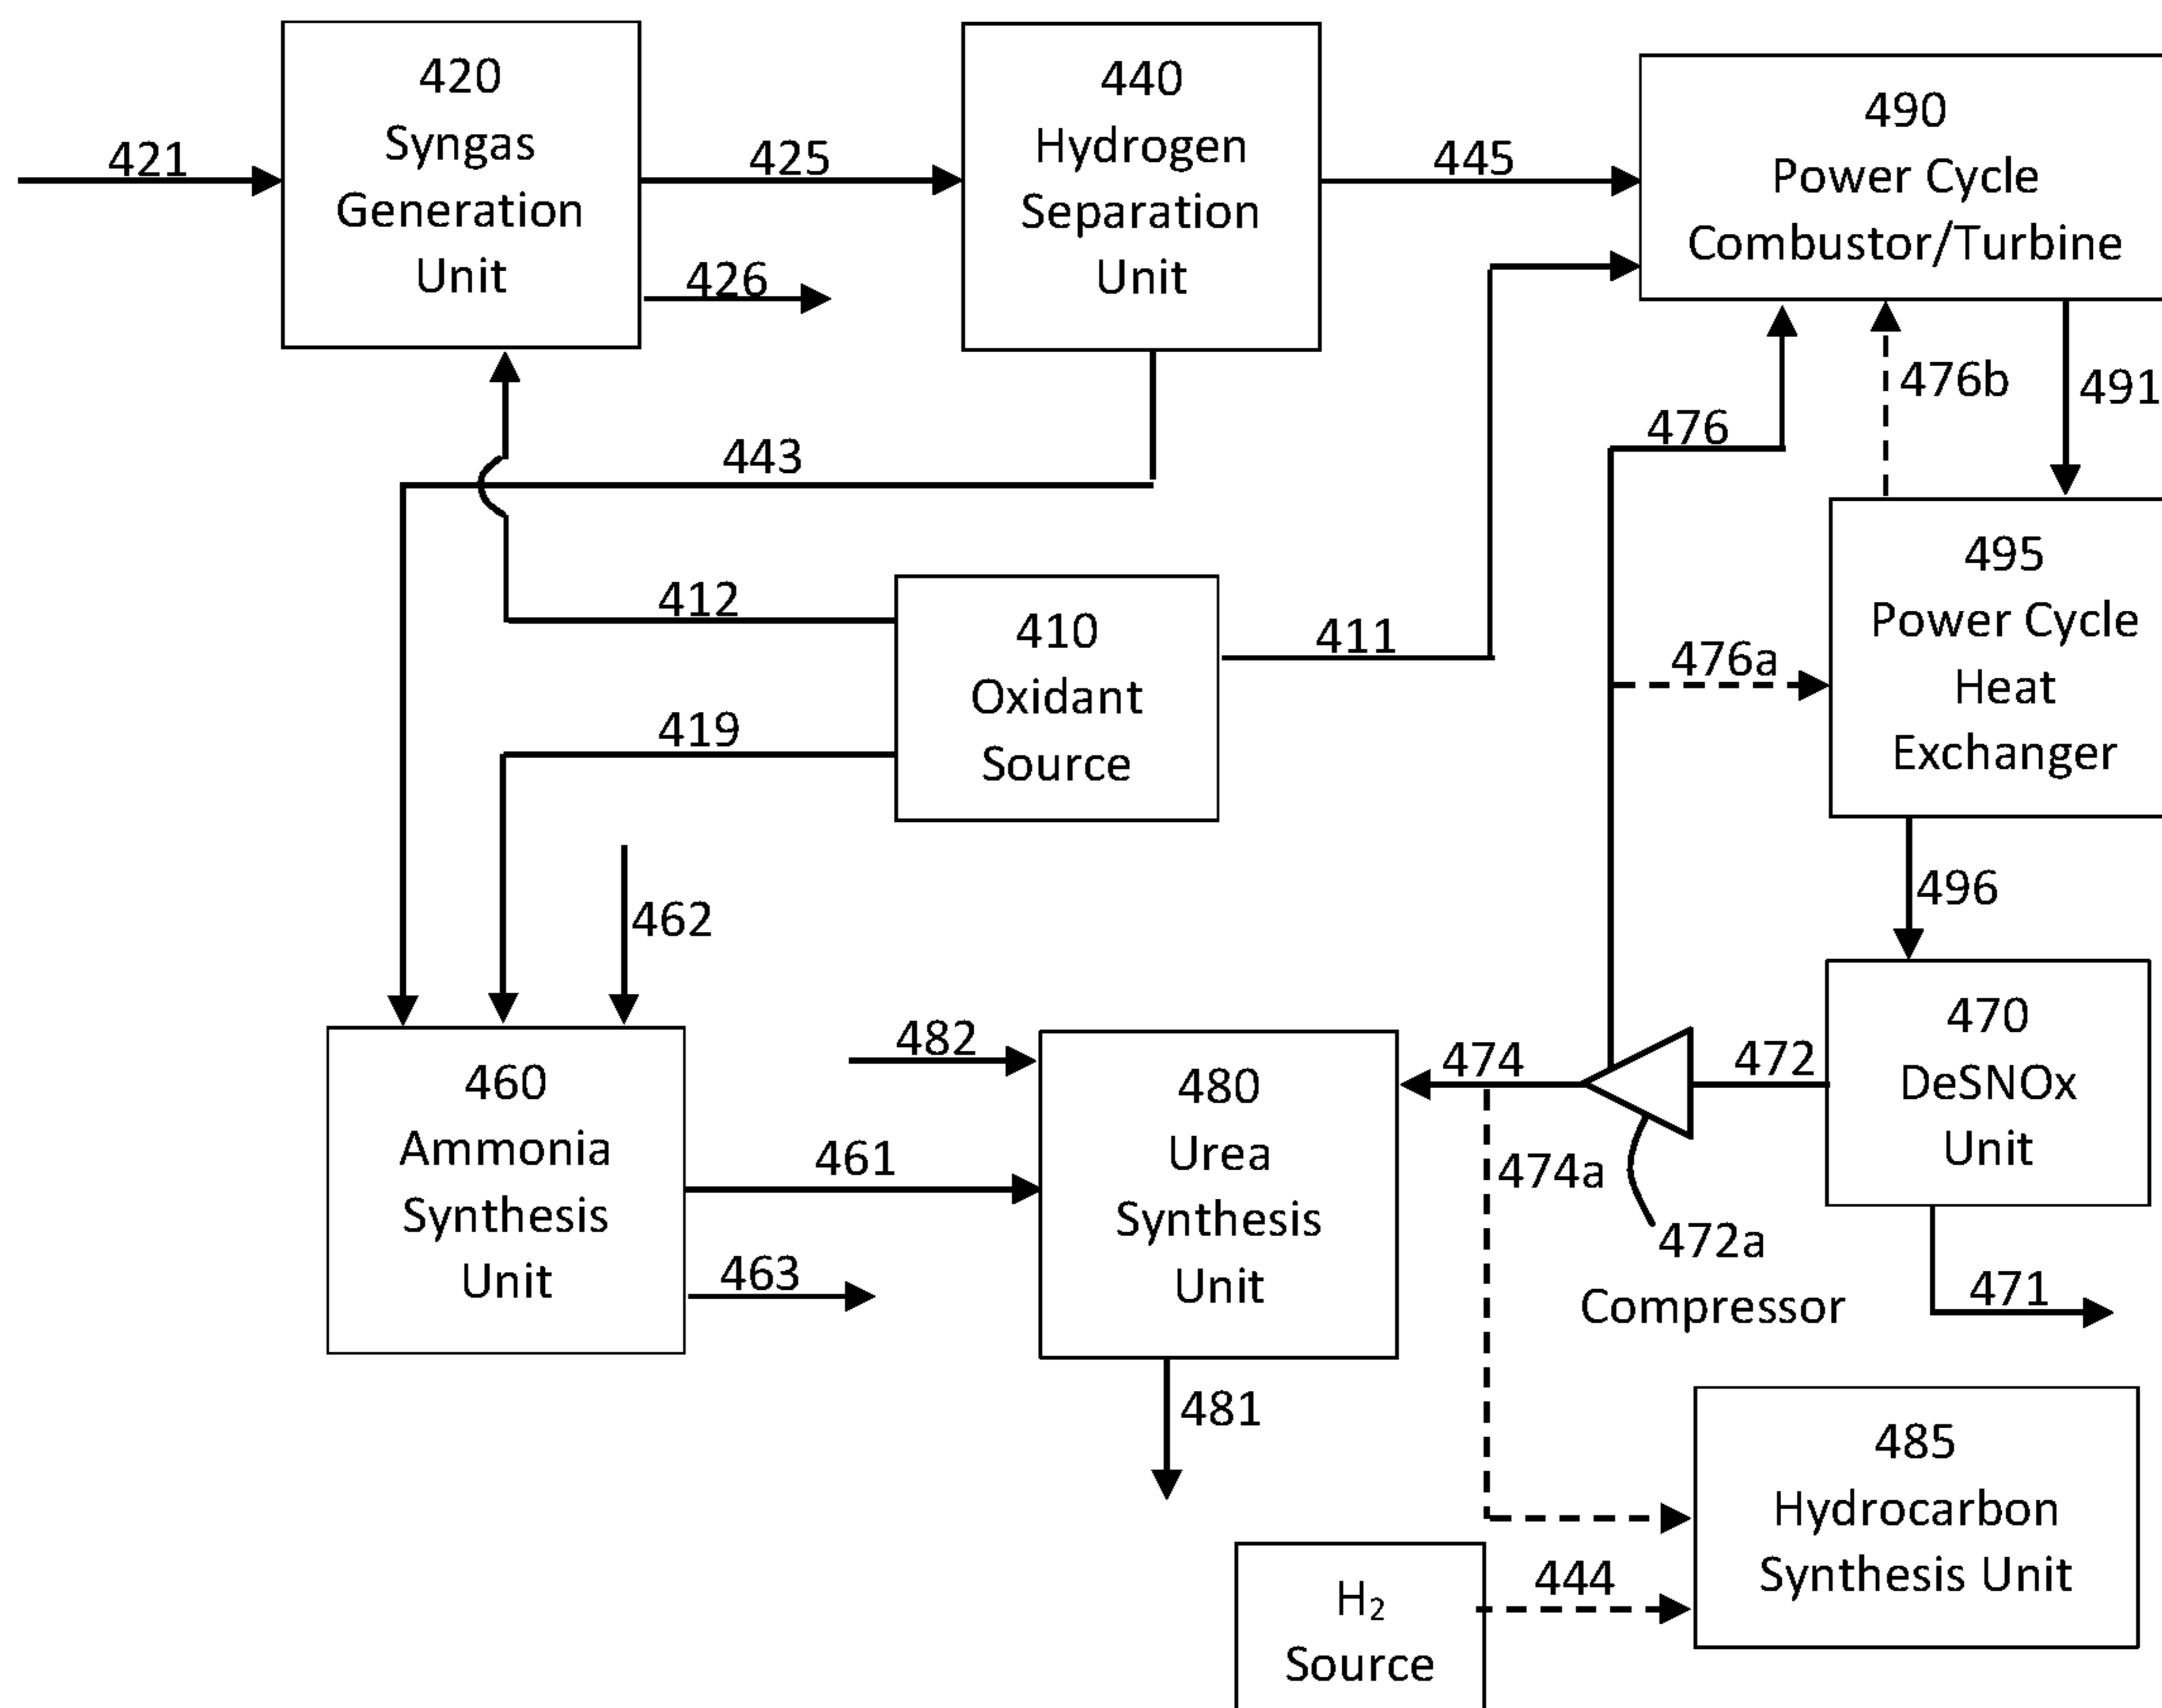 420
Syngas
Generation
Unit
440
Hydrogen
Separation
Unit
490
Power Cycle
Combustor/Turbine
421
425
445
426
476b
491
476
443
495
Power Cycle
Heat
Exchanger
412
410
Oxidant
Source
411
476a
419
462
496
482
474
472
470
DeSNOx
Unit
460
Ammonia
Synthesis
Unit
480
Urea
Synthesis
Unit
461
474a
472a
Compressor
463
471
481
485
Hydrocarbon
Synthesis Unit
444
H₂
Source